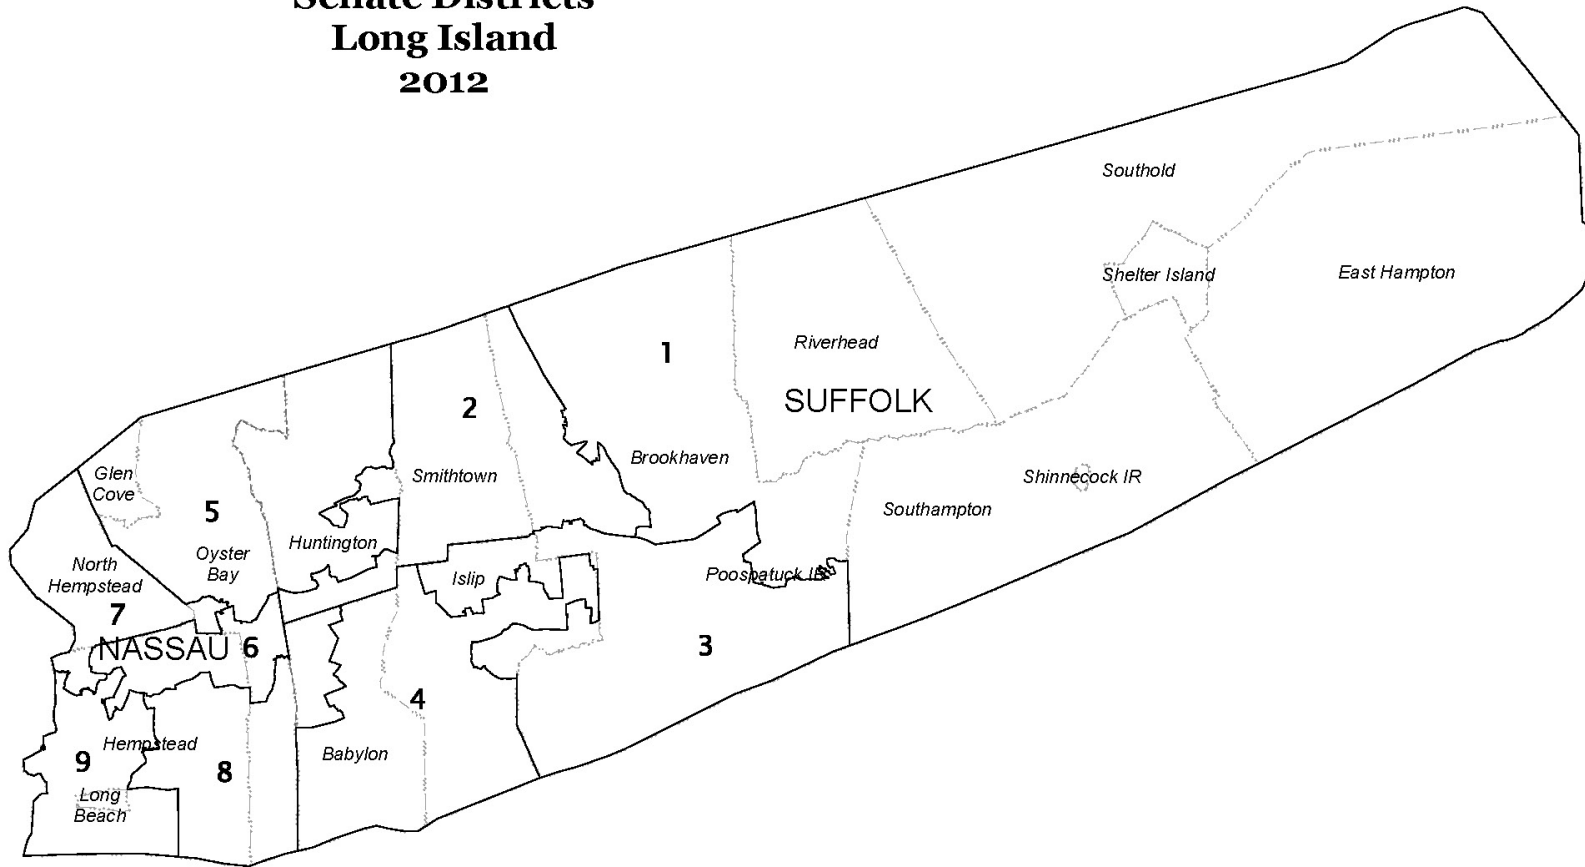 Senate Districts
Long Island
2012
Southold
Shelter Island
East Hampton
1
Riverhead
SUFFOLK
2
Brookhaven
Smithtown
Glen
Cove
Shinnecock IR
5
Southampton
Huntington
Oyster
Bay
North
Hempstead
Islip
Poospatuck IR
7
NASSAU
6
3
4
Hempstead
Babylon
9
8
Long
Beach